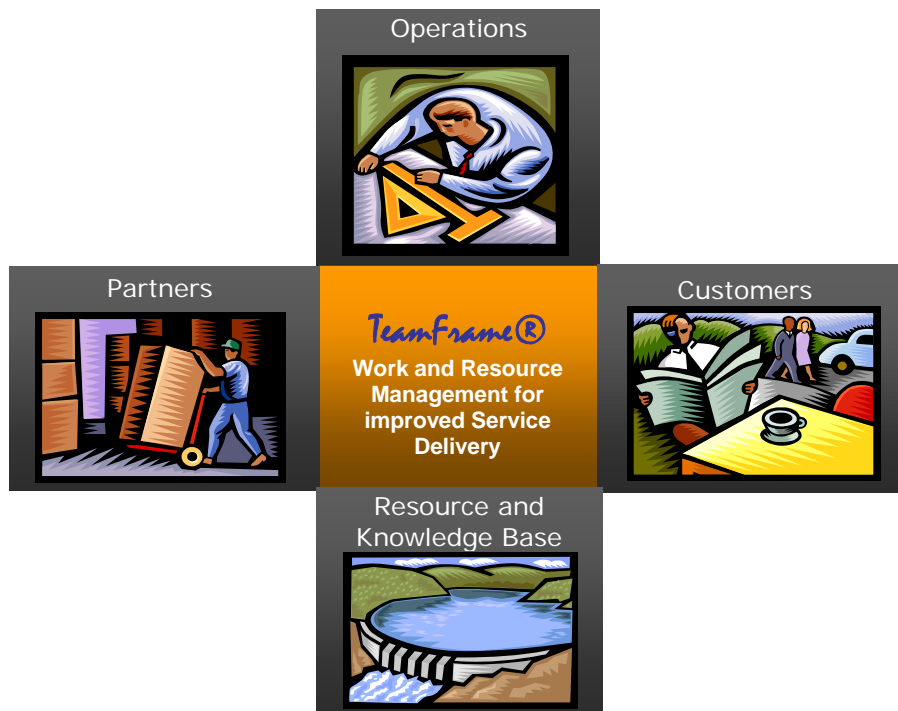 Operations
Partners
TeamFrame®
Work and Resource
Management for
improved Service
Delivery
Customers
Resource and
Knowledge Base